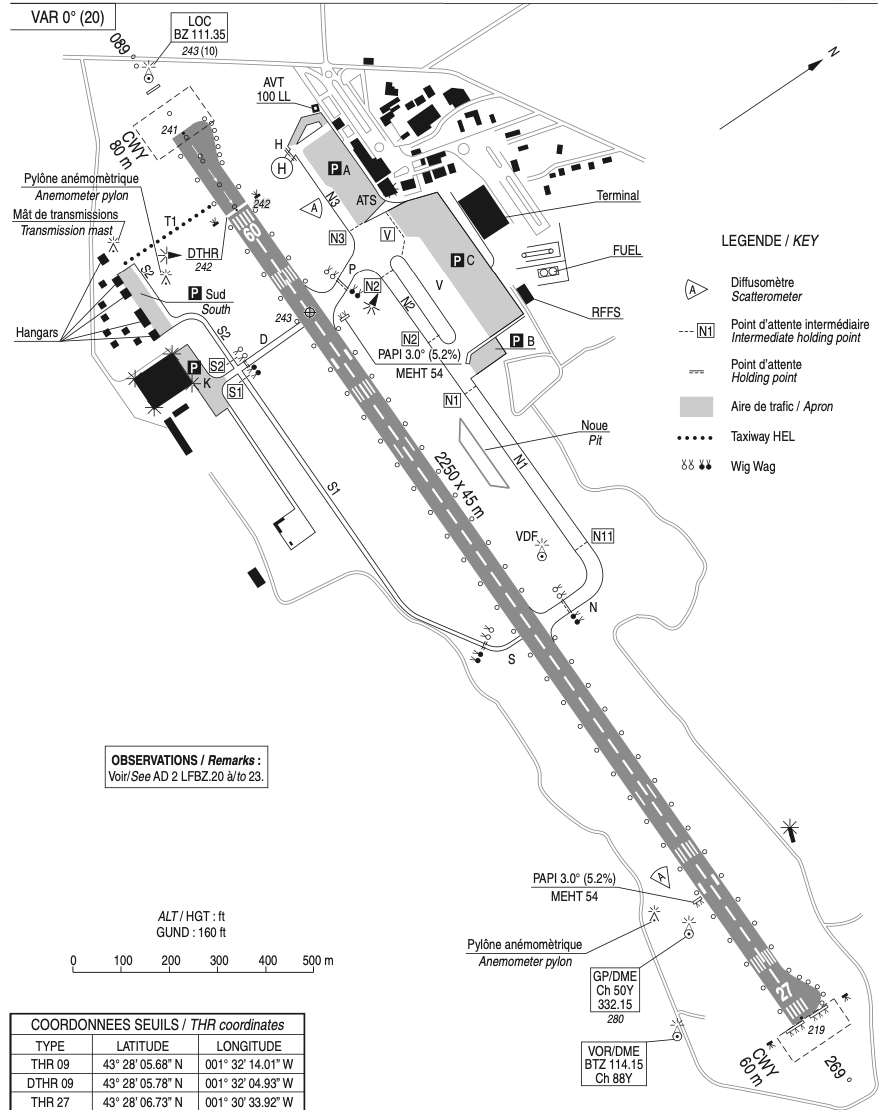 VAR 0° (20)
LOC
BZ 111.35
243 (10)
089°
N
CWY
80 m
241
AVT
100 LL
H
H
P A
ATS
N3
A
N3
V
Terminal
FUEL
RFFS
P C
V
P B
Pylône anémomètrique
Anemometer pylon
Mât de transmissions
Transmission mast
T1
DTHR
242
242
09
S2
P Sud
South
Hangars
P
N2
N2
N2
243
D
S2
S2
S1
P
K
PAPI 3.0° (5.2%)
MEHT 54
N1
Noue
Pit
N1
2250 x 45 m
S1
VDF
N11
N
S
LEGENDE / KEY
A
Diffusomètre
Scatterometer
N1
Point d'attente intermédiaire
Intermediate holding point
Point d'attente
Holding point
Aire de trafic / Apron
Taxiway HEL
Wig Wag
OBSERVATIONS / Remarks :
Voir/See AD 2 LFBZ.20 à/to 23.
A
PAPI 3.0° (5.2%)
MEHT 54
ALT / HGT : ft
GUND : 160 ft
0 100 200 300 400 500 m
Pylône anémomètrique
Anemometer pylon
GP/DME
Ch 50Y
332.15
280
VOR/DME
BTZ 114.15
Ch 88Y
27
219
CWY
60 m
269°
COORDONNEES SEUILS / THR coordinates
TYPE LATITUDE LONGITUDE
THR 09 43° 28' 05.68" N 001° 32' 14.01" W
DTHR 09 43° 28' 05.78" N 001° 32' 04.93" W
THR 27 43° 28' 06.73" N 001° 30' 33.92" W